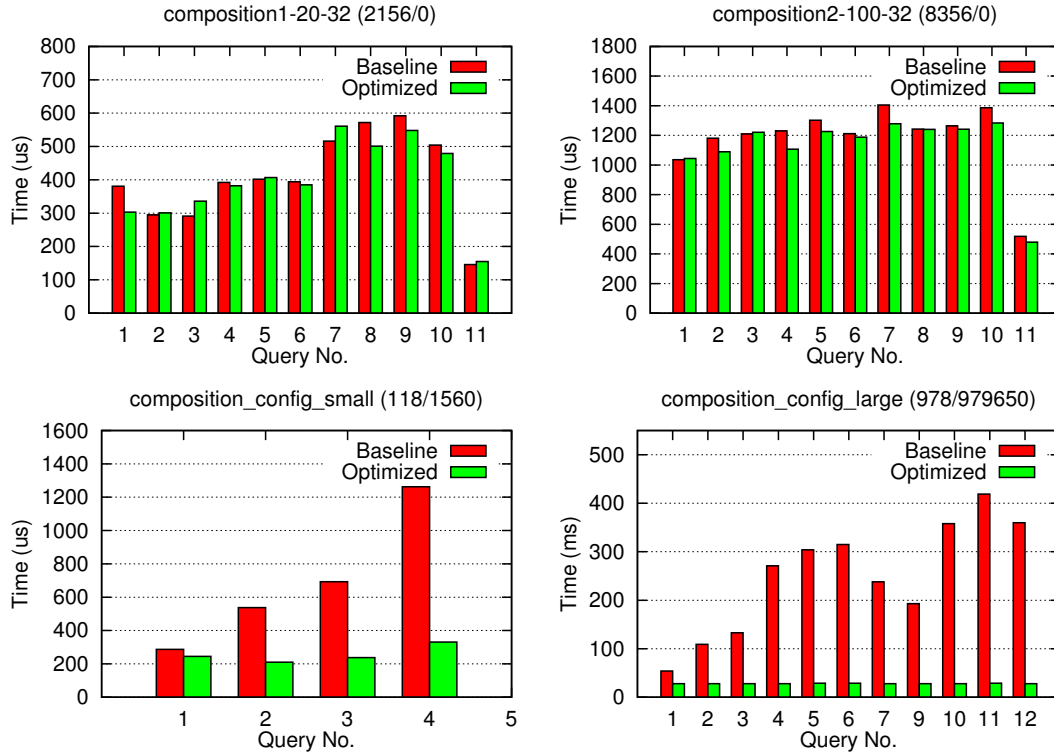 composition1-20-32 (2156/0)
800
700
600
500
400
300
200
100
0
Time (us)
Baseline
Optimized
1 2 3 4 5 6 7 8 9 10 11
Query No.
composition2-100-32 (8356/0)
1800
1600
1400
1200
1000
800
600
400
200
0
Time (us)
Baseline
Optimized
1 2 3 4 5 6 7 8 9 10 11
Query No.
composition_config_small (118/1560)
1600
1400
1200
1000
800
600
400
200
0
Time (us)
Baseline
Optimized
1 2 3 4 5
Query No.
composition_config_large (978/979650)
500
400
300
200
100
0
Time (ms)
Baseline
Optimized
1 2 3 4 5 6 7 9 10 11 12
Query No.